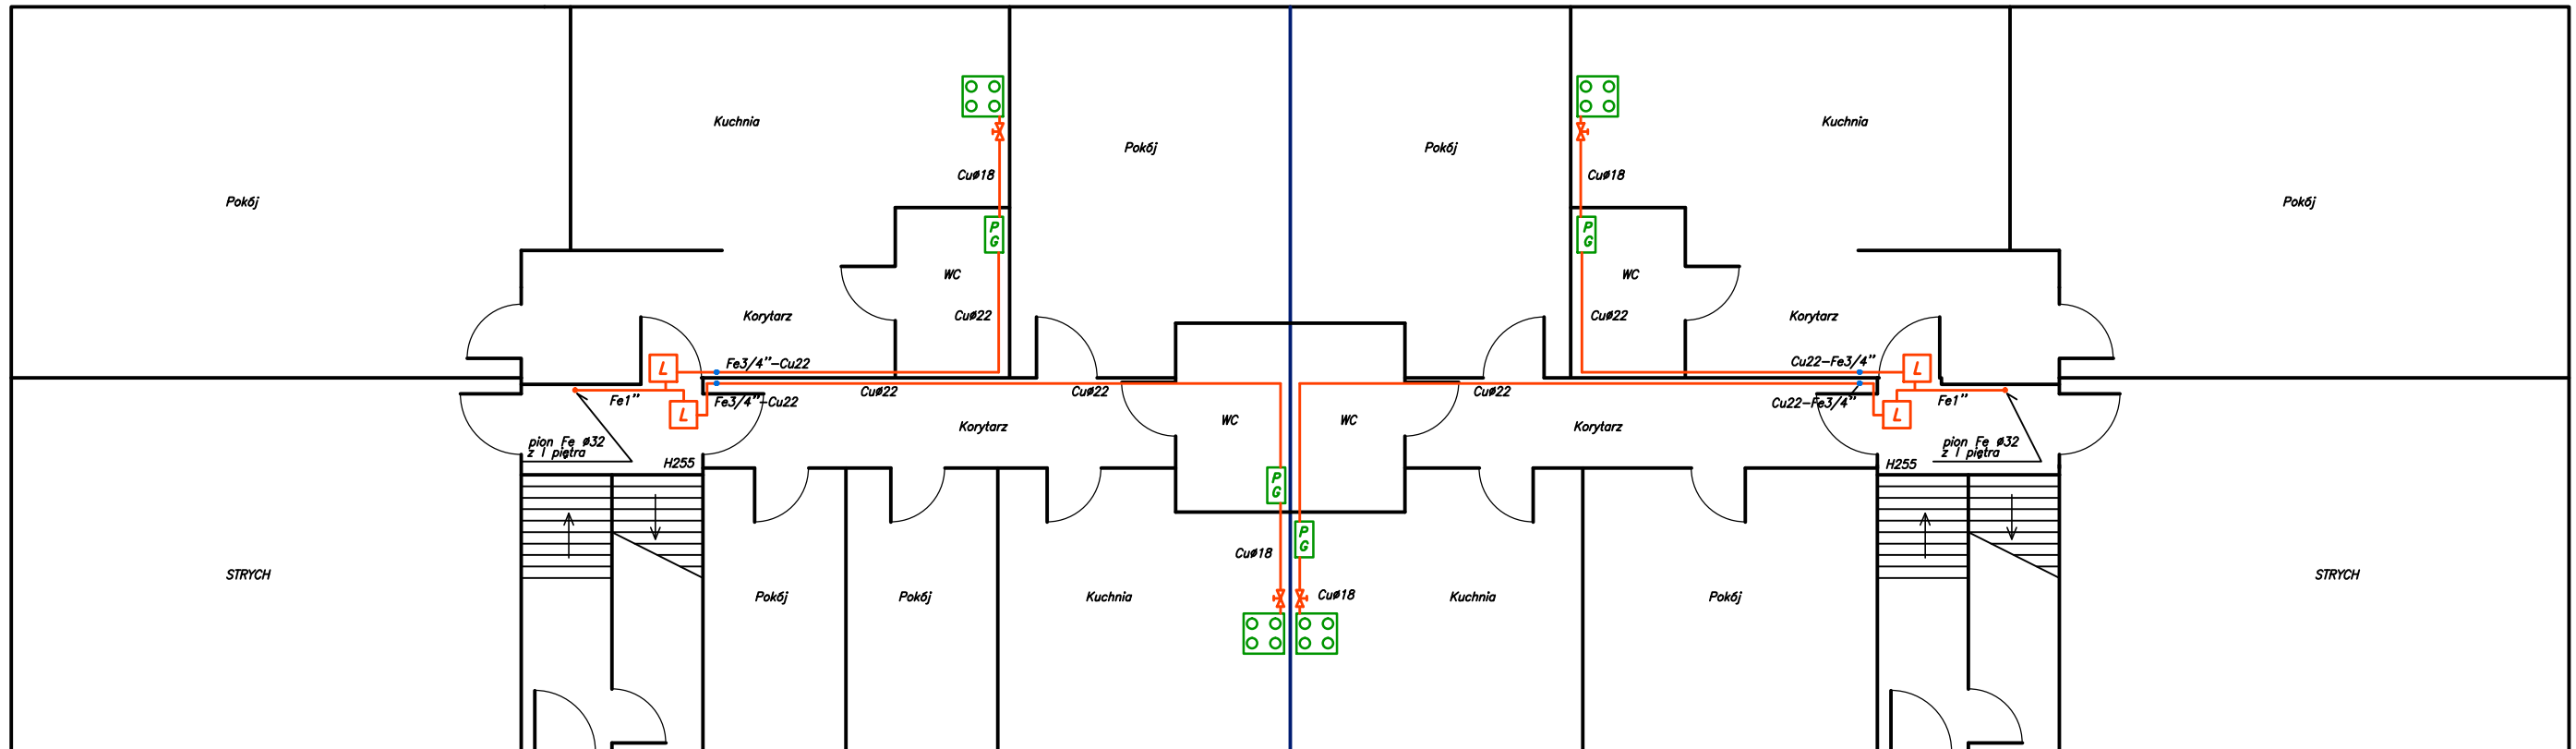 Kuchnia
Kuchnia
Pokój
Pokój
CuØ18
CuØ18
Pokój
Pokój
P
G
P
G
WC
WC
Korytarz
CuØ22
CuØ22
Korytarz
Fe3/4"-Cu22
Cu22-Fe3/4"
L
L
CuØ22
CuØ22
CuØ22
Fe1"
Fe3/4"-Cu22
Cu22-Fe3/4"
Fe1"
L
L
WC
WC
Korytarz
Korytarz
pion Fe Ø32
z I piętra
pion Fe Ø32
z I piętra
H255
H255
P
G
P
G
CuØ18
STRYCH
STRYCH
Pokój
Pokój
Kuchnia
CuØ18
Kuchnia
Pokój